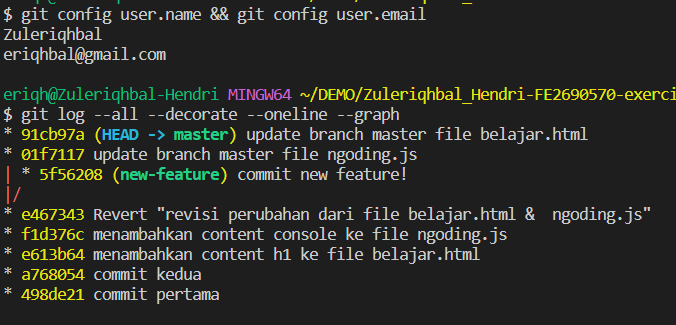 $ git config user.name && git config user.email
Zuleriqhbal
eriqhbal@gmail.com
eriqh@Zuleriqhbal-Hendri MINGW64 ~/DEMO/Zuleriqhbal_Hendri-FE2690570-exerci
$ git log --all --decorate --oneline --graph
* 91cb97a (HEAD -> master) update branch master file belajar.html
* 01f7117 update branch master file ngoding.js
| * 5f56208 (new-feature) commit new feature!
|/
* e467343 Revert "revisi perubahan dari file belajar.html &  ngoding.js"
* f1d376c menambahkan content console ke file ngoding.js
* e613b64 menambahkan content h1 ke file belajar.html
* a768054 commit kedua
* 498de21 commit pertama